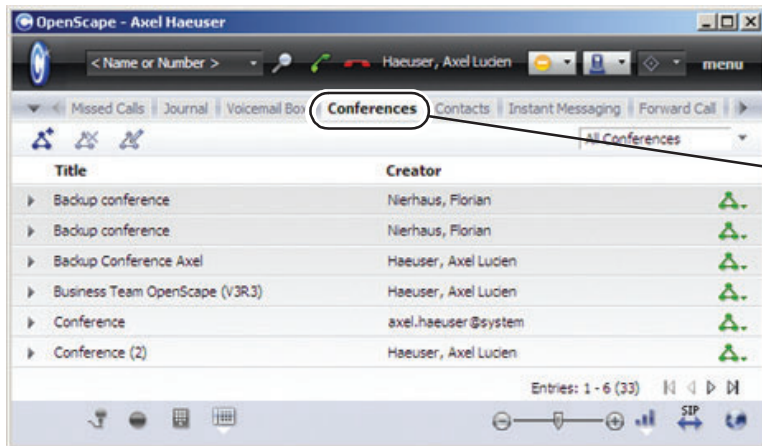 OpenScape - Axel Haeuser
< Name or Number > Haeuser, Axel Lucien menu
Missed Calls Journal Voicemail Box Conferences Contacts Instant Messaging Forward Call
All Conferences
Title Creator
Backup conference Nierhaus, Florian
Backup conference Nierhaus, Florian
Backup Conference Axel Haeuser, Axel Lucien
Business Team OpenScape (V3R3) Haeuser, Axel Lucien
Conference axel.haeuser@system
Conference (2) Haeuser, Axel Lucien
Entries: 1 - 6 (33)
SIP